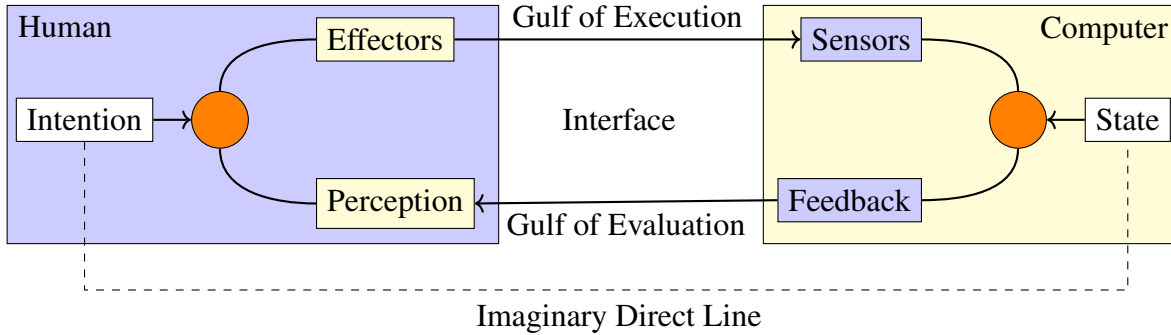 Human
Effectors
Gulf of Execution
Sensors
Computer
Intention
Interface
State
Perception
Gulf of Evaluation
Feedback
Imaginary Direct Line